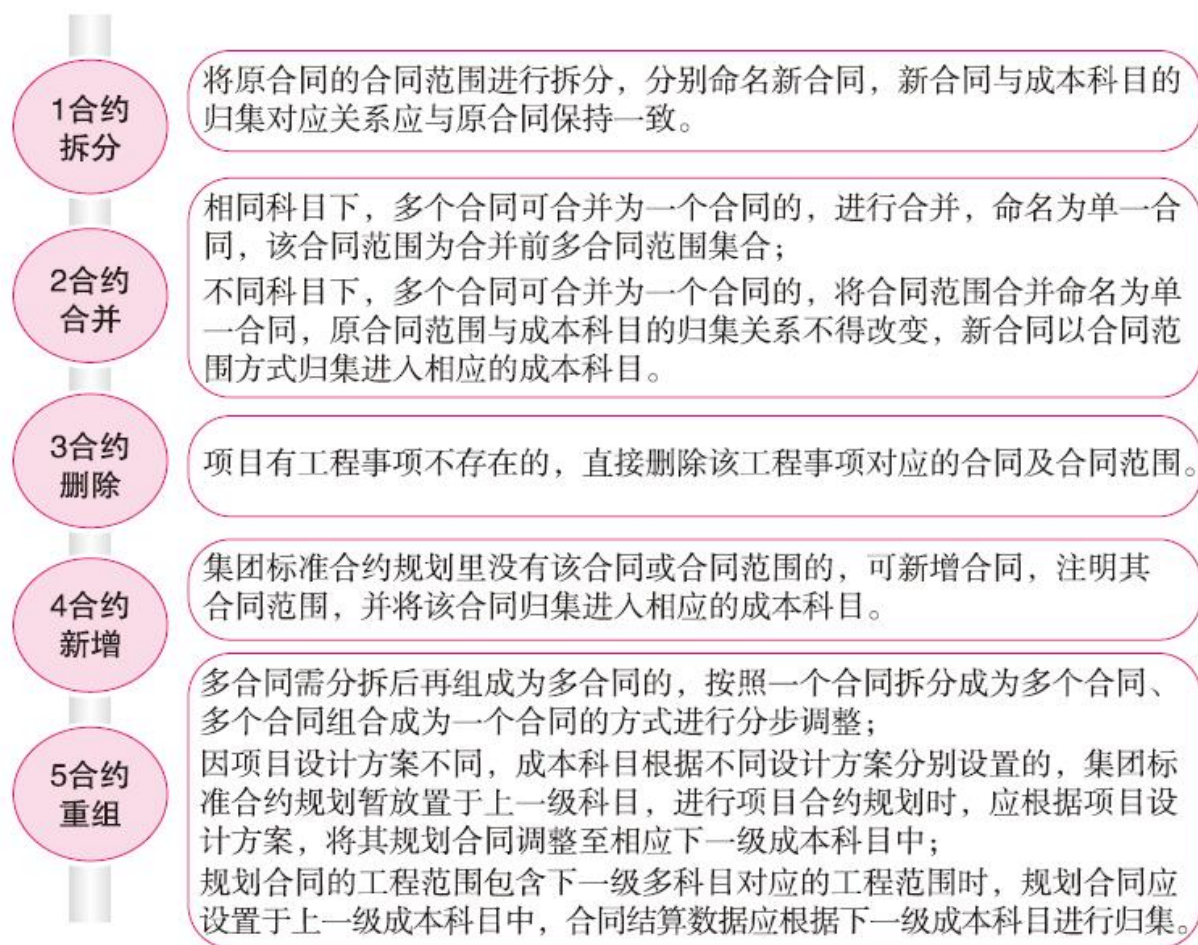 1合约
拆分
将原合同的合同范围进行拆分，分别命名新合同，新合同与成本科目的
归集对应关系应与原合同保持一致。
2合约
合并
相同科目下，多个合同可合并为一个合同的，进行合并，命名为单一合
同，该合同范围为合并前多合同范围集合；
不同科目下，多个合同可合并为一个合同的，将合同范围合并命名为单
一合同，原合同范围与成本科目的归集关系不得改变，新合同以合同范
围方式归集进入相应的成本科目。
3合约
删除
项目有工程事项不存在的，直接删除该工程事项对应的合同及合同范围。
4合约
新增
集团标准合约规划里没有该合同或合同范围的，可新增合同，注明其
合同范围，并将该合同归集进入相应的成本科目。
5合约
重组
多合同需分拆后再组成为多合同的，按照一个合同拆分成为多个合同、
多个合同组合成为一个合同的方式进行分步调整；
因项目设计方案不同，成本科目根据不同设计方案分别设置的，集团标
准合约规划暂放置于上一级科目，进行项目合约规划时，应根据项目设
计方案，将其规划合同调整至相应下一级成本科目中；
规划合同的工程范围包含下一级多科目对应的工程范围时，规划合同应
设置于上一级成本科目中，合同结算数据应根据下一级成本科目进行归集。